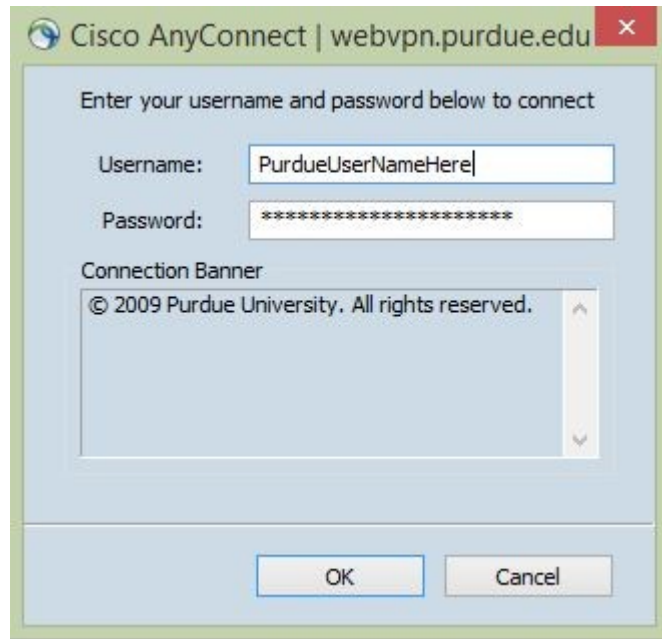 Cisco AnyConnect | webvpn.purdue.edu
Enter your username and password below to connect
Username: PurdueUserNameHere
Password: *********************
Connection Banner
© 2009 Purdue University. All rights reserved.
OK Cancel